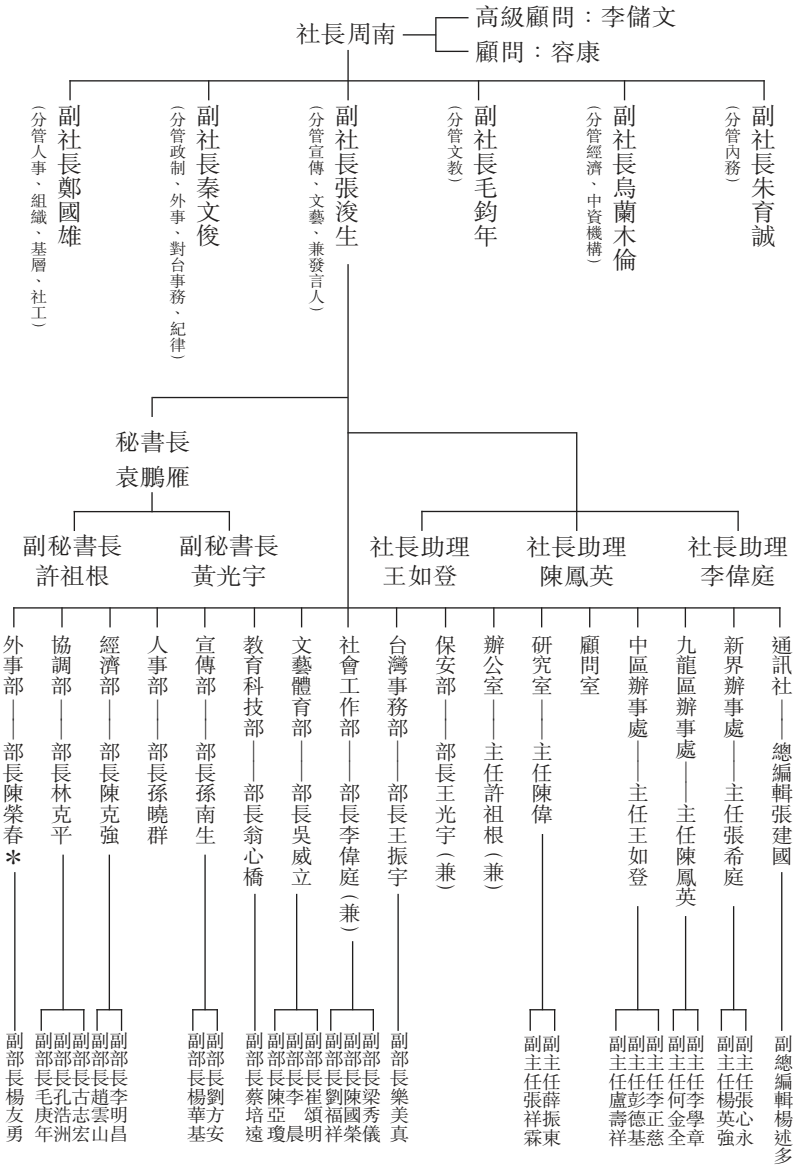 社長周南
高級顧問：李儲文
顧問：容康
副社長朱育誠
（分管內務）
副社長烏蘭木倫
（分管經濟、中資機構）
副社長毛鈞年
（分管文教）
副社長張浚生
（分管宣傳、文藝、兼發言人）
副社長秦文俊
（分管政制、外事、對台事務、紀律）
副社長鄭國雄
（分管人事、組織、基層、社工）
秘書長
袁鵬雁
副秘書長
許祖根
副秘書長
黃光宇
社長助理
王如登
社長助理
陳鳳英
社長助理
李偉庭
通訊社——總編輯張建國
副總編輯楊述多
新界辦事處——主任張希庭
副主任張心永
副主任楊英強
九龍區辦事處——主任陳鳳英
副主任李學章
副主任何金全
中區辦事處——主任王如登
副主任李正慈
副主任彭德基
副主任盧壽祥
顧問室
研究室——主任陳偉
副主任薛振東
副主任張祥霖
辦公室——主任許祖根（兼）
保安部——部長王光宇（兼）
台灣事務部——部長王振宇
副部長樂美真
社會工作部——部長李偉庭（兼）
副部長梁秀儀
副部長陳國榮
副部長劉福祥
文藝體育部——部長吳威立
副部長崔頌明
副部長李晨
副部長陳亞瓊
教育科技部——部長翁心橋
副部長蔡培遠
宣傳部——部長孫南生
副部長劉方安
副部長楊華基
人事部——部長孫曉群
經濟部——部長陳克強
副部長李明昌
副部長趙雲山
協調部——部長林克平
副部長古志宏
副部長孔浩洲
副部長毛庚年
外事部——部長陳榮春＊
副部長楊友勇